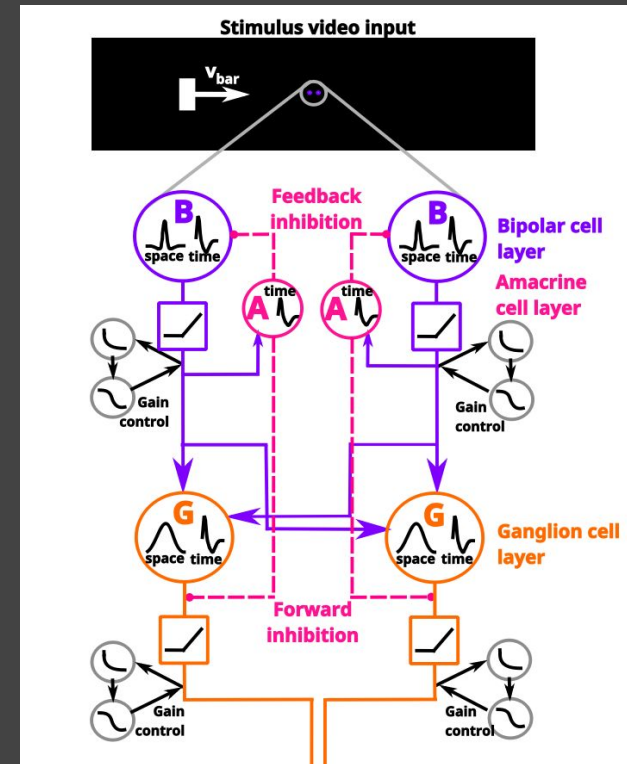 Stimulus video input
vbar
Feedback
inhibition
B
space time
B
space time
Bipolar cell
layer
Amacrine
cell layer
time
A
time
A
Gain
control
Gain
control
G
space time
G
space time
Ganglion cell
layer
Forward
inhibition
Gain
control
Gain
control